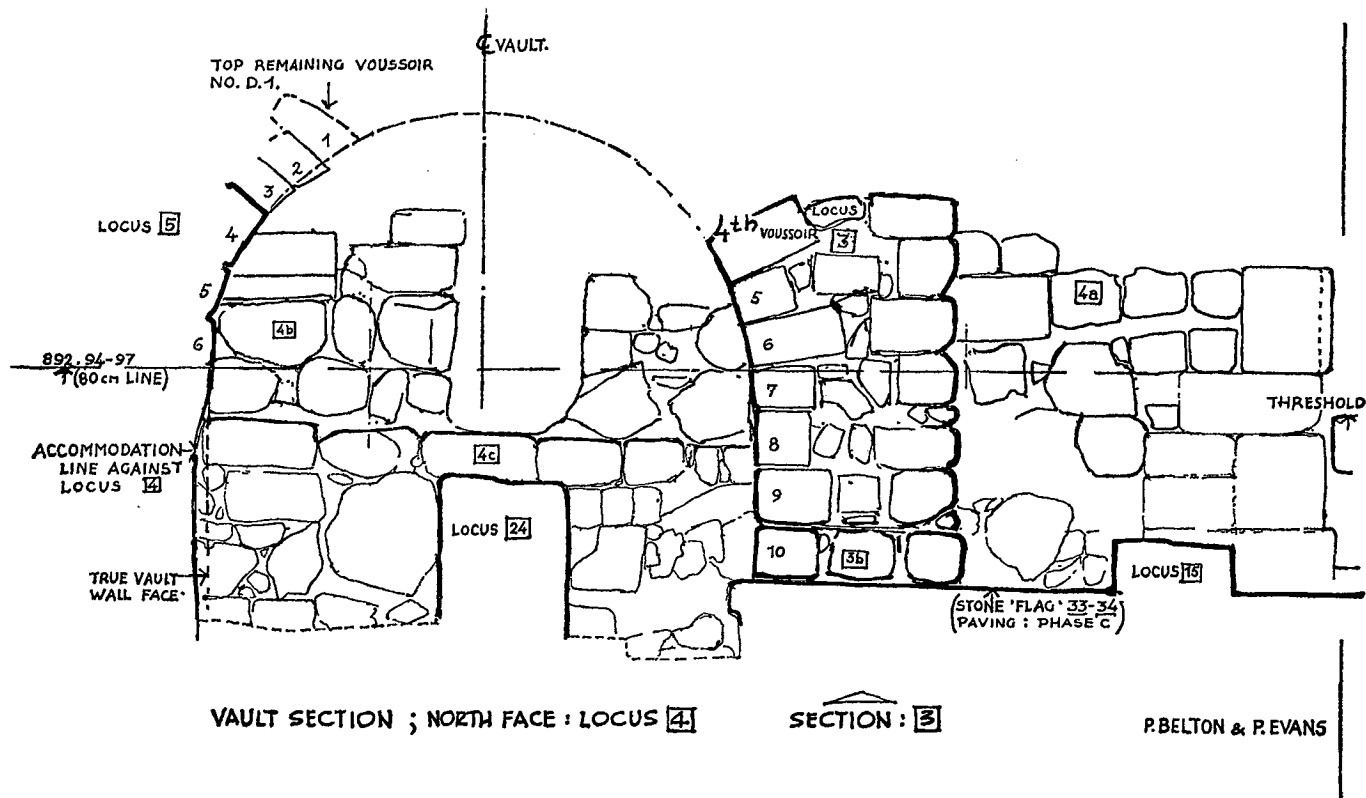 ℄ VAULT.
TOP REMAINING VOUSSOIR
NO. D.1.
1
2
3
LOCUS 5
4
5
6
4b
892.94-97
1 (80cm LINE)
ACCOMMODATION
LINE AGAINST
LOCUS 4
TRUE VAULT
WALL FACE
4c
LOCUS 24
4th VOUSSOIR
LOCUS
3
5
6
7
8
9
10
3b
4a
THRESHOLD
LOCUS 15
(STONE 'FLAG' 33-34
PAVING : PHASE C)
VAULT SECTION ; NORTH FACE : LOCUS 4
SECTION : 3
P. BELTON & P. EVANS